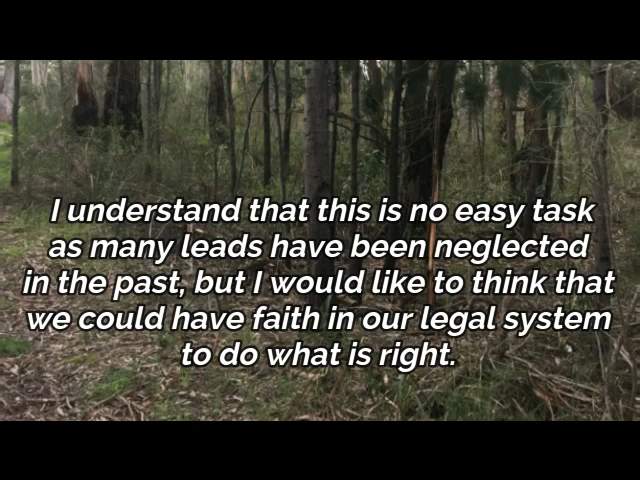 I understand that this is no easy task
as many leads have been neglected
in the past, but I would like to think that
we could have faith in our legal system
to do what is right.